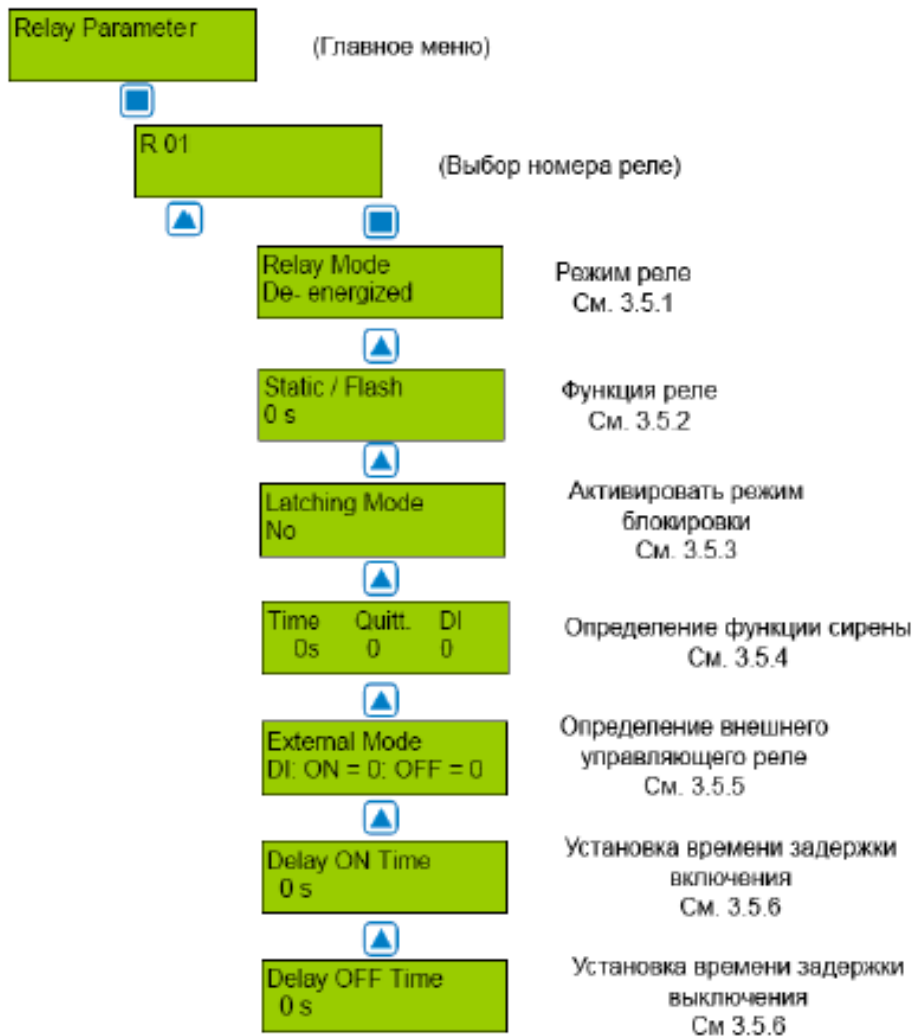 Relay Parameter
(Главное меню)
R 01
(Выбор номера реле)
Relay Mode
De- energized
Режим реле
См. 3.5.1
Static / Flash
0 s
Функция реле
См. 3.5.2
Latching Mode
No
Активировать режим
блокировки
См. 3.5.3
Time Quitt. DI
0s 0 0
Определение функции сирены
См. 3.5.4
External Mode
DI: ON = 0: OFF = 0
Определение внешнего
управляющего реле
См. 3.5.5
Delay ON Time
0 s
Установка времени задержки
включения
См. 3.5.6
Delay OFF Time
0 s
Установка времени задержки
выключения
См 3.5.6